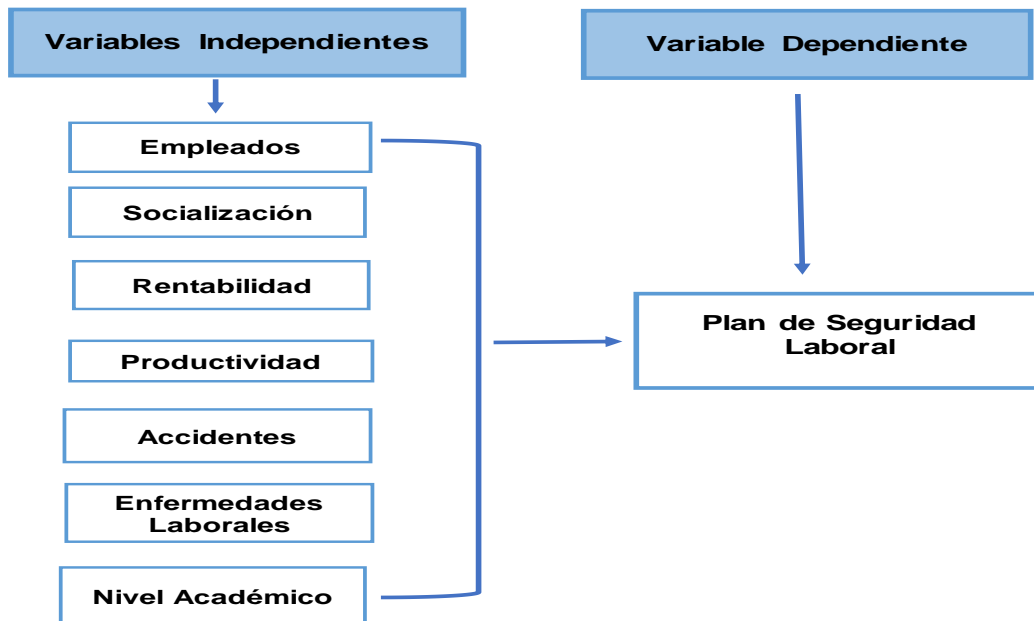 Variables Independientes
Variable Dependiente
Empleados
Socialización
Rentabilidad
Productividad
Accidentes
Enfermedades
Laborales
Nivel Académico
Plan de Seguridad
Laboral